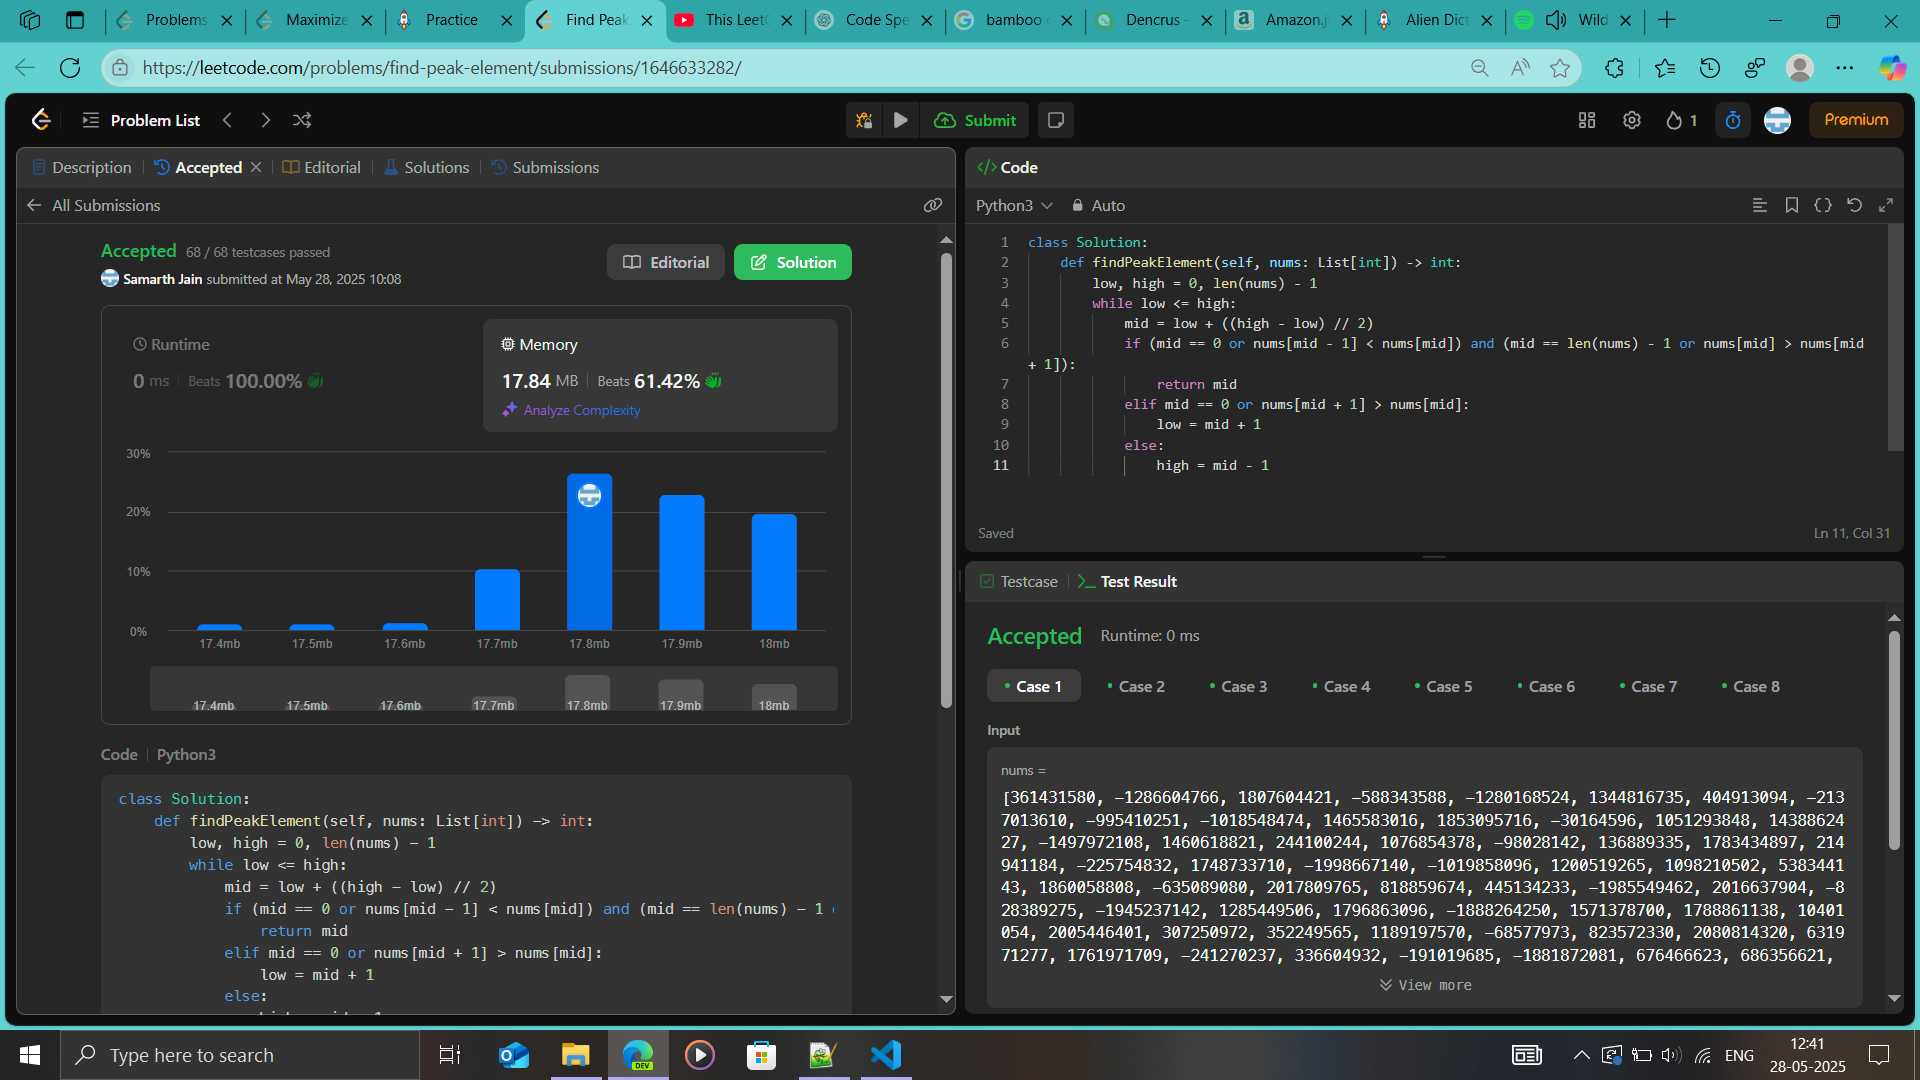 Problems
Maximize
Practice
Find Peak
This Leet
Code Spe
bamboo
Dencrus -
Amazon.j
Alien Dict
Wild
https://leetcode.com/problems/find-peak-element/submissions/1646633282/
Problem List
Submit
1
Premium
Description
Accepted
Editorial
Solutions
Submissions
All Submissions
Accepted 68 / 68 testcases passed
Samarth Jain submitted at May 28, 2025 10:08
Editorial
Solution
Runtime
0 ms Beats 100.00%
Memory
17.84 MB Beats 61.42%
Analyze Complexity
30%
20%
10%
0%
17.4mb 17.5mb 17.6mb 17.7mb 17.8mb 17.9mb 18mb
17.4mb 17.5mb 17.6mb 17.7mb 17.8mb 17.9mb 18mb
Code Python3
class Solution:
def findPeakElement(self, nums: List[int]) -> int:
low, high = 0, len(nums) - 1
while low <= high:
mid = low + ((high - low) // 2)
if (mid == 0 or nums[mid - 1] < nums[mid]) and (mid == len(nums) - 1
return mid
elif mid == 0 or nums[mid + 1] > nums[mid]:
low = mid + 1
else:
</> Code
Python3
Auto
1 class Solution:
2 def findPeakElement(self, nums: List[int]) -> int:
3 low, high = 0, len(nums) - 1
4 while low <= high:
5 mid = low + ((high - low) // 2)
6 if (mid == 0 or nums[mid - 1] < nums[mid]) and (mid == len(nums) - 1 or nums[mid] > nums[mid
+ 1]):
7 return mid
8 elif mid == 0 or nums[mid + 1] > nums[mid]:
9 low = mid + 1
10 else:
11 high = mid - 1
Saved
Ln 11, Col 31
Testcase
Test Result
Accepted Runtime: 0 ms
Case 1 Case 2 Case 3 Case 4 Case 5 Case 6 Case 7 Case 8
Input
nums =
[361431580, -1286604766, 1807604421, -588343588, -1280168524, 1344816735, 404913094, -213
7013610, -995410251, -1018548474, 1465583016, 1853095716, -30164596, 1051293848, 14388624
27, -1497972108, 1460618821, 244100244, 1076854378, -98028142, 136889335, 1783434897, 214
941184, -225754832, 1748733710, -1998667140, -1019858096, 1200519265, 1098210502, 5383441
43, 1860058808, -635089080, 2017809765, 818859674, 445134233, -1985549462, 2016637904, -8
28389275, -1945237142, 1285449506, 1796863096, -1888264250, 1571378700, 1788861138, 10401
054, 2005446401, 307250972, 352249565, 1189197570, -68577973, 823572330, 2080814320, 6319
71277, 1761971709, -241270237, 336604932, -191019685, -1881872081, 676466623, 686356621,
View more
Type here to search
DEV
ENG
12:41
28-05-2025